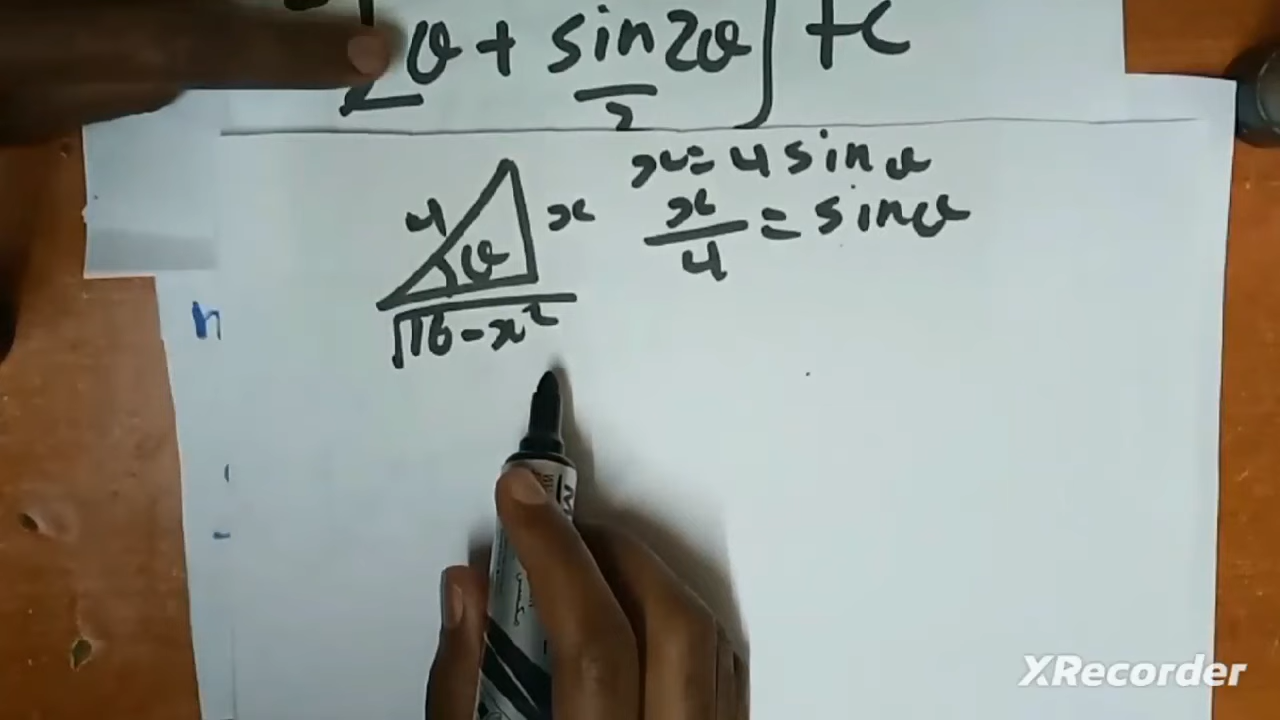 [θ + sin2θ/2] + c
x = 4 sinθ
4 x x/4 = sinθ
θ
√16-x²
h
XRecorder